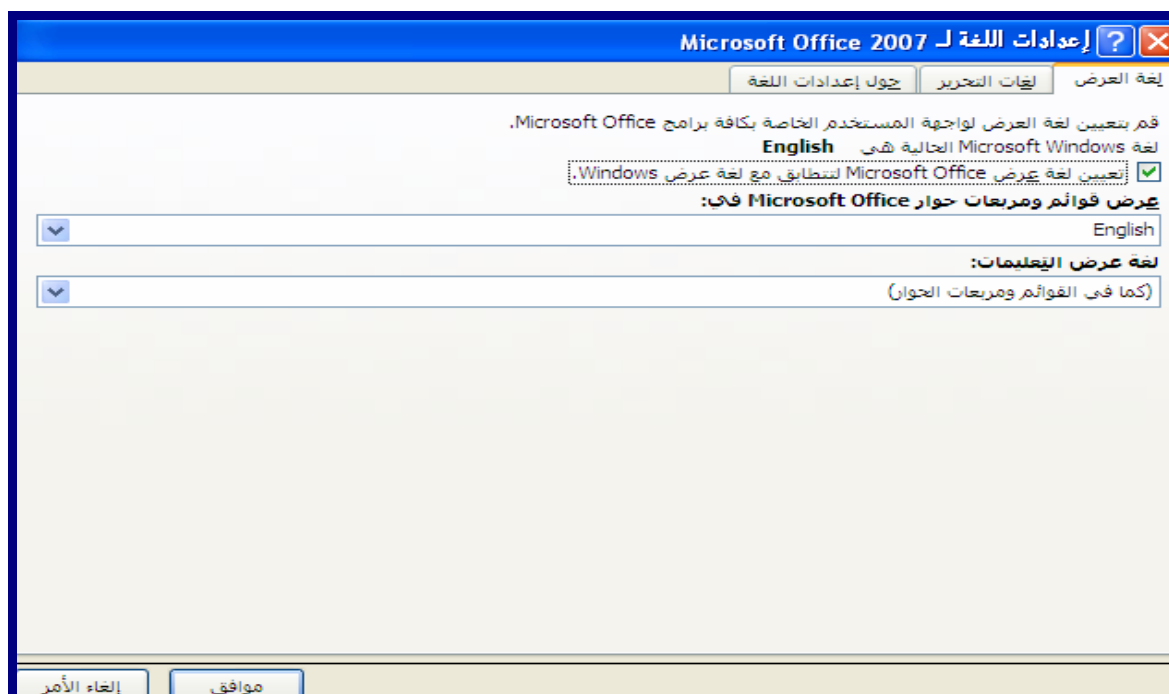 إعدادات اللغة لـ Microsoft Office 2007
لغة العرض لغات التحرير حول إعدادات اللغة
قم بتعيين لغة العرض لواجهة المستخدم الخاصة بكافة برامج Microsoft Office.
لغة Microsoft Windows الحالية هي English
تعيين لغة عرض Microsoft Office لتتطابق مع لغة عرض Windows.
عرض قوائم ومربعات حوار Microsoft Office في:
English
لغة عرض التعليمات:
(كما في القوائم ومربعات الحوار)
موافق إلغاء الأمر